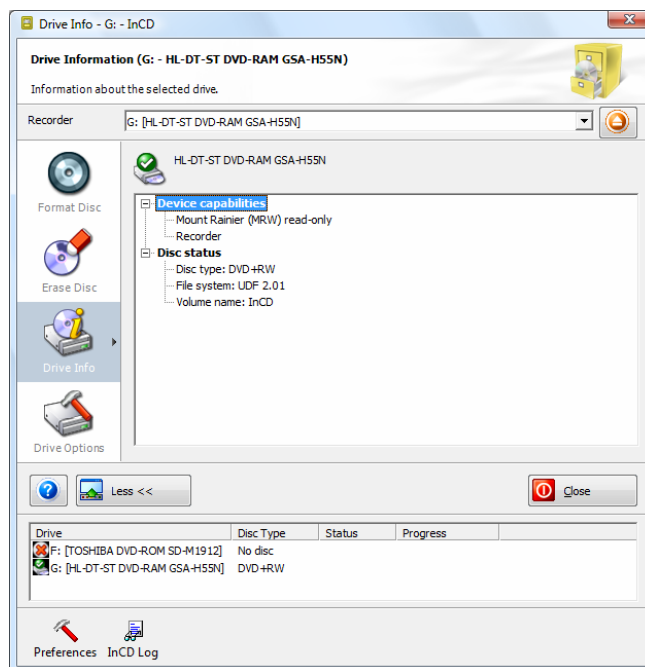 Drive Info - G: - InCD
Drive Information (G: - HL-DT-ST DVD-RAM GSA-H55N)
Information about the selected drive.
Recorder G: [HL-DT-ST DVD-RAM GSA-H55N]
HL-DT-ST DVD-RAM GSA-H55N
Format Disc
Erase Disc
Drive Info
Drive Options
Device capabilities
Mount Rainier (MRW) read-only
Recorder
Disc status
Disc type: DVD+RW
File system: UDF 2.01
Volume name: InCD
Less << Close
Drive Disc Type Status Progress
F: [TOSHIBA DVD-ROM SD-M1912] No disc
G: [HL-DT-ST DVD-RAM GSA-H55N] DVD+RW
Preferences InCD Log